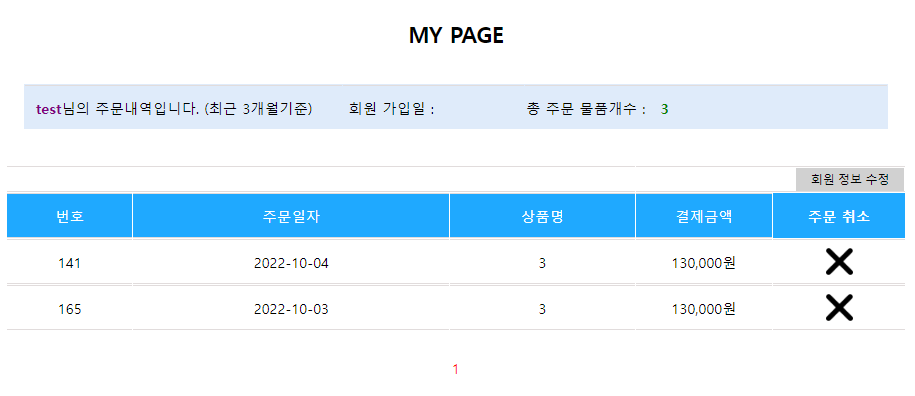 MY PAGE
test님의 주문내역입니다. (최근 3개월기준) 회원 가입일 : 총 주문 물품개수 : 3
회원 정보 수정
번호 주문일자 상품명 결제금액 주문 취소
141 2022-10-04 3 130,000원
165 2022-10-03 3 130,000원
1